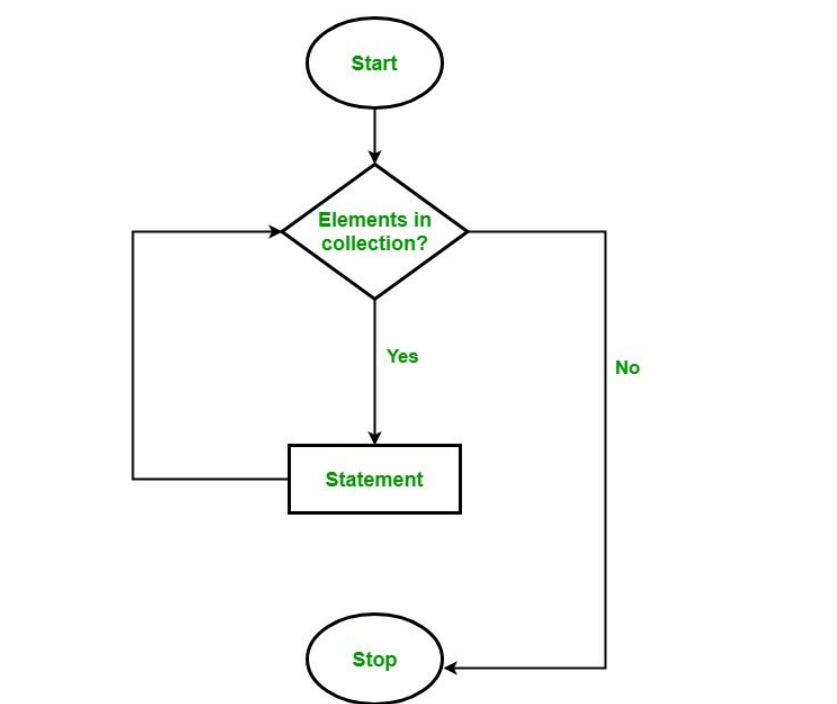 Start
Elements in
collection?
Yes
No
Statement
Stop